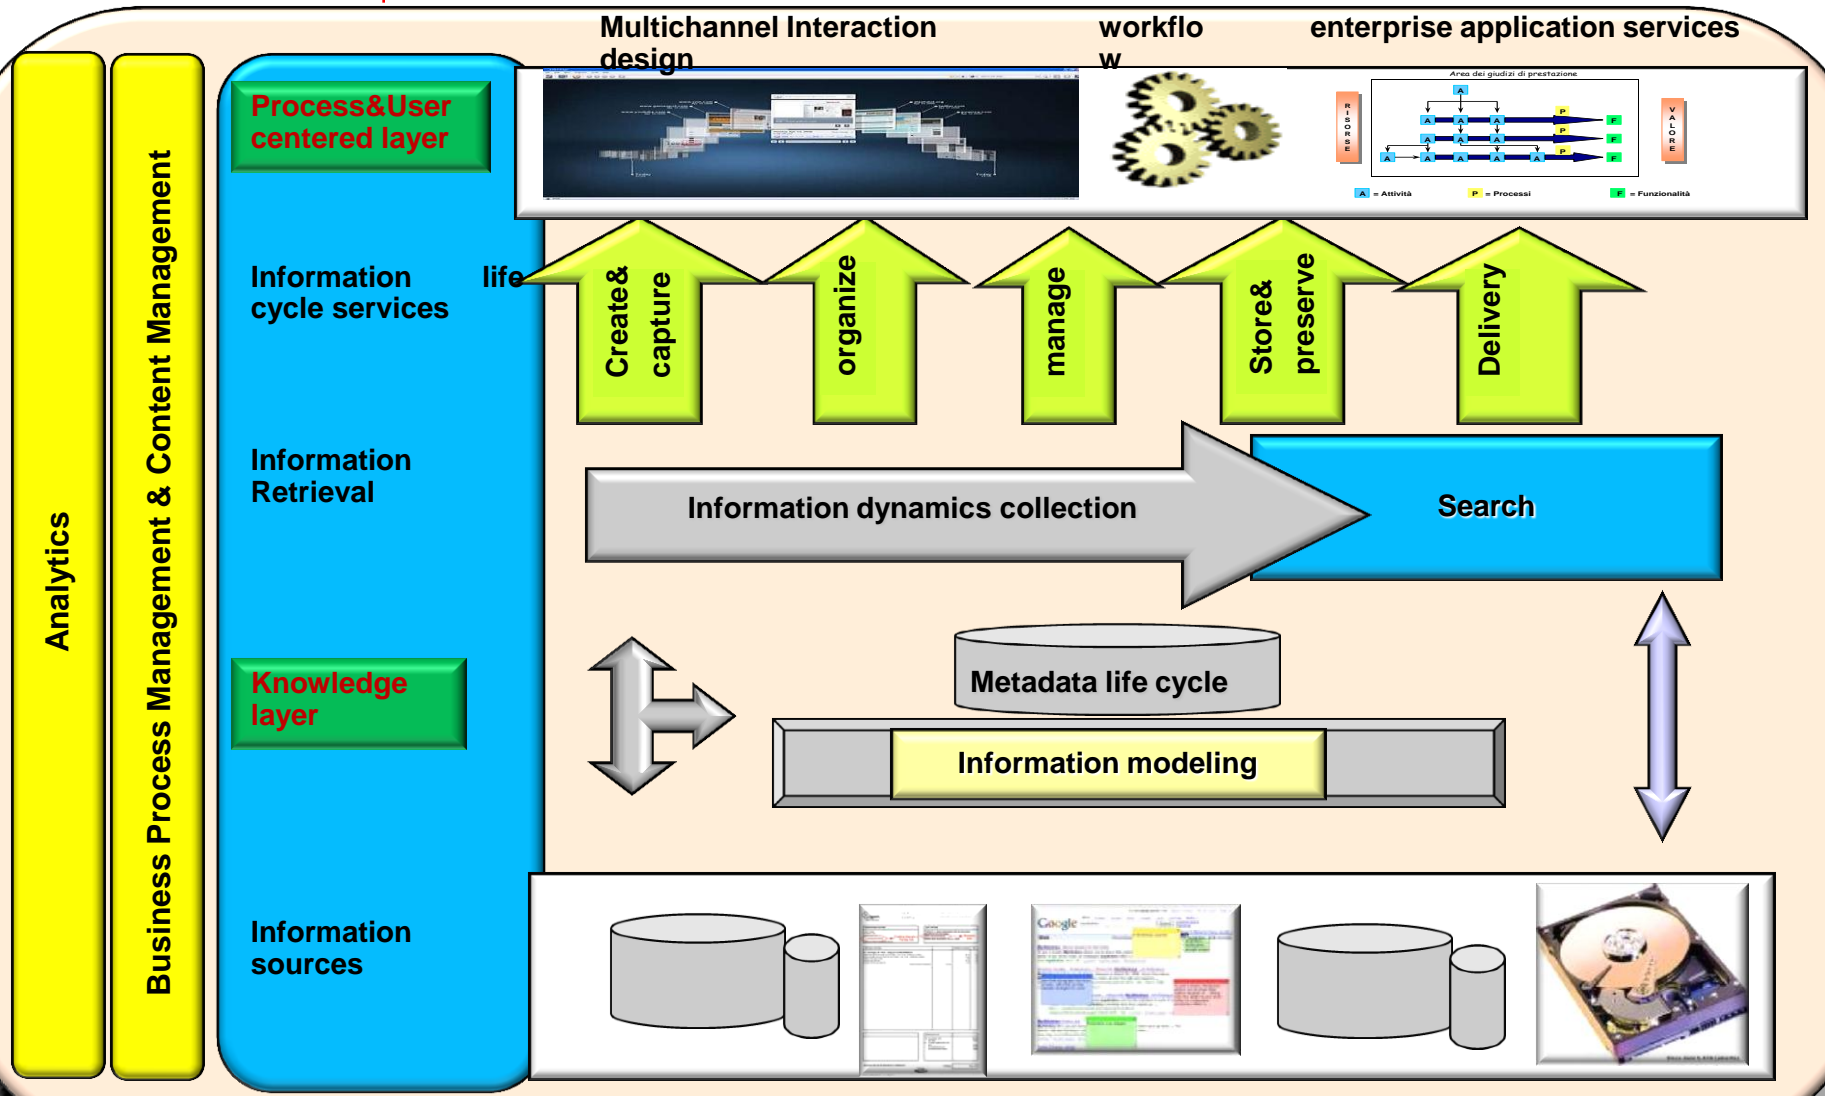 Multichannel Interaction
design
workflo
w
enterprise application services
Analytics
Business Process Management & Content Management
Process&User
centered layer
Area dei giudizi di prestazione
RISORSE
VALORE
A
A A A P F
A A A P F
A A A A A P F
A = Attività
P = Processi
F = Funzionalità
Information life
cycle services
Create&
capture
organize
manage
Store&
preserve
Delivery
Information
Retrieval
Information dynamics collection
Search
Knowledge
layer
Metadata life cycle
Information modeling
Information
sources
Google